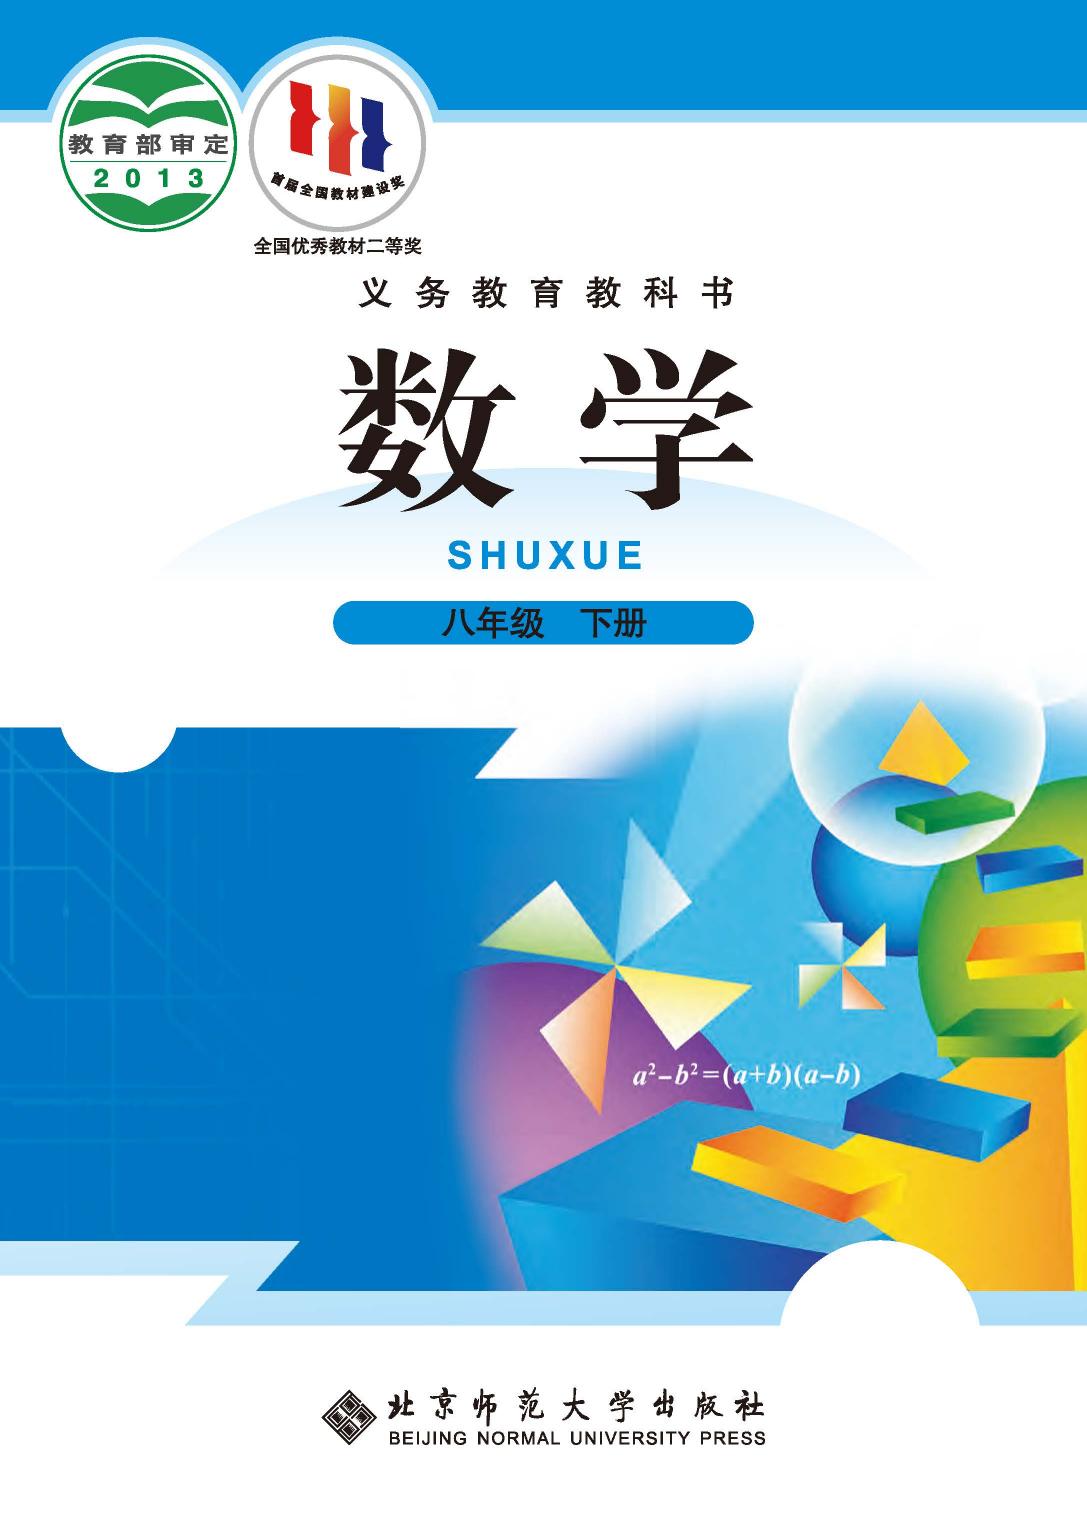 教育部审定
2013
首届全国教材建设奖
全国优秀教材二等奖
义务教育教科书
数学
SHUXUE
八年级 下册
a²-b²=(a+b)(a-b)
北京师范大学出版社
BEIJING NORMAL UNIVERSITY PRESS